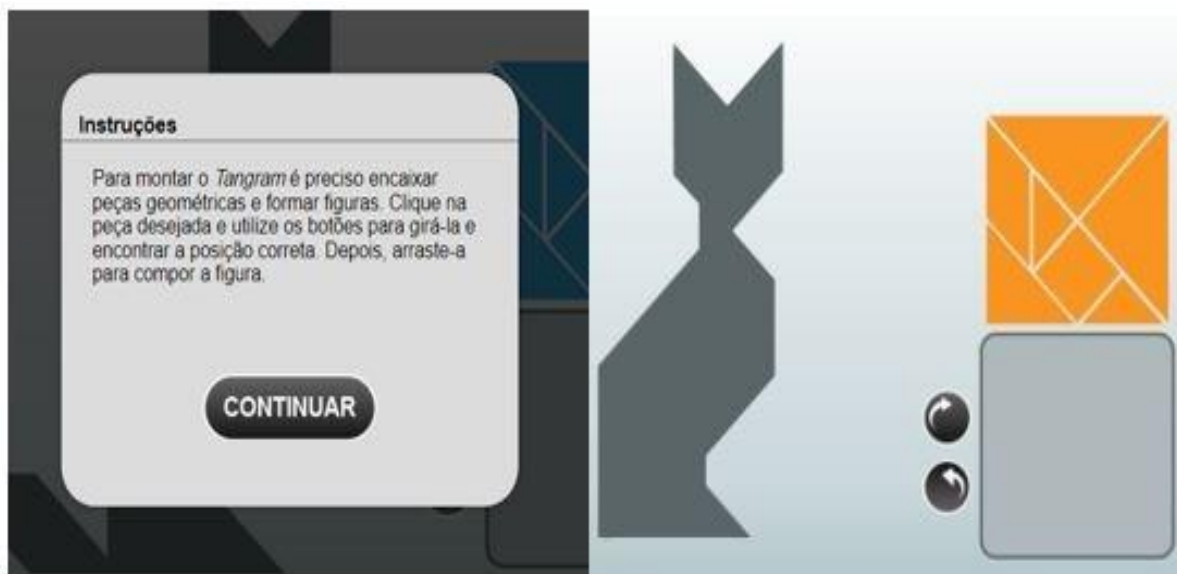 Instruções
Para montar o Tangram é preciso encaixar
peças geométricas e formar figuras. Clique na
peça desejada e utilize os botões para girá-la e
encontrar a posição correta. Depois, arraste-a
para compor a figura.
CONTINUAR